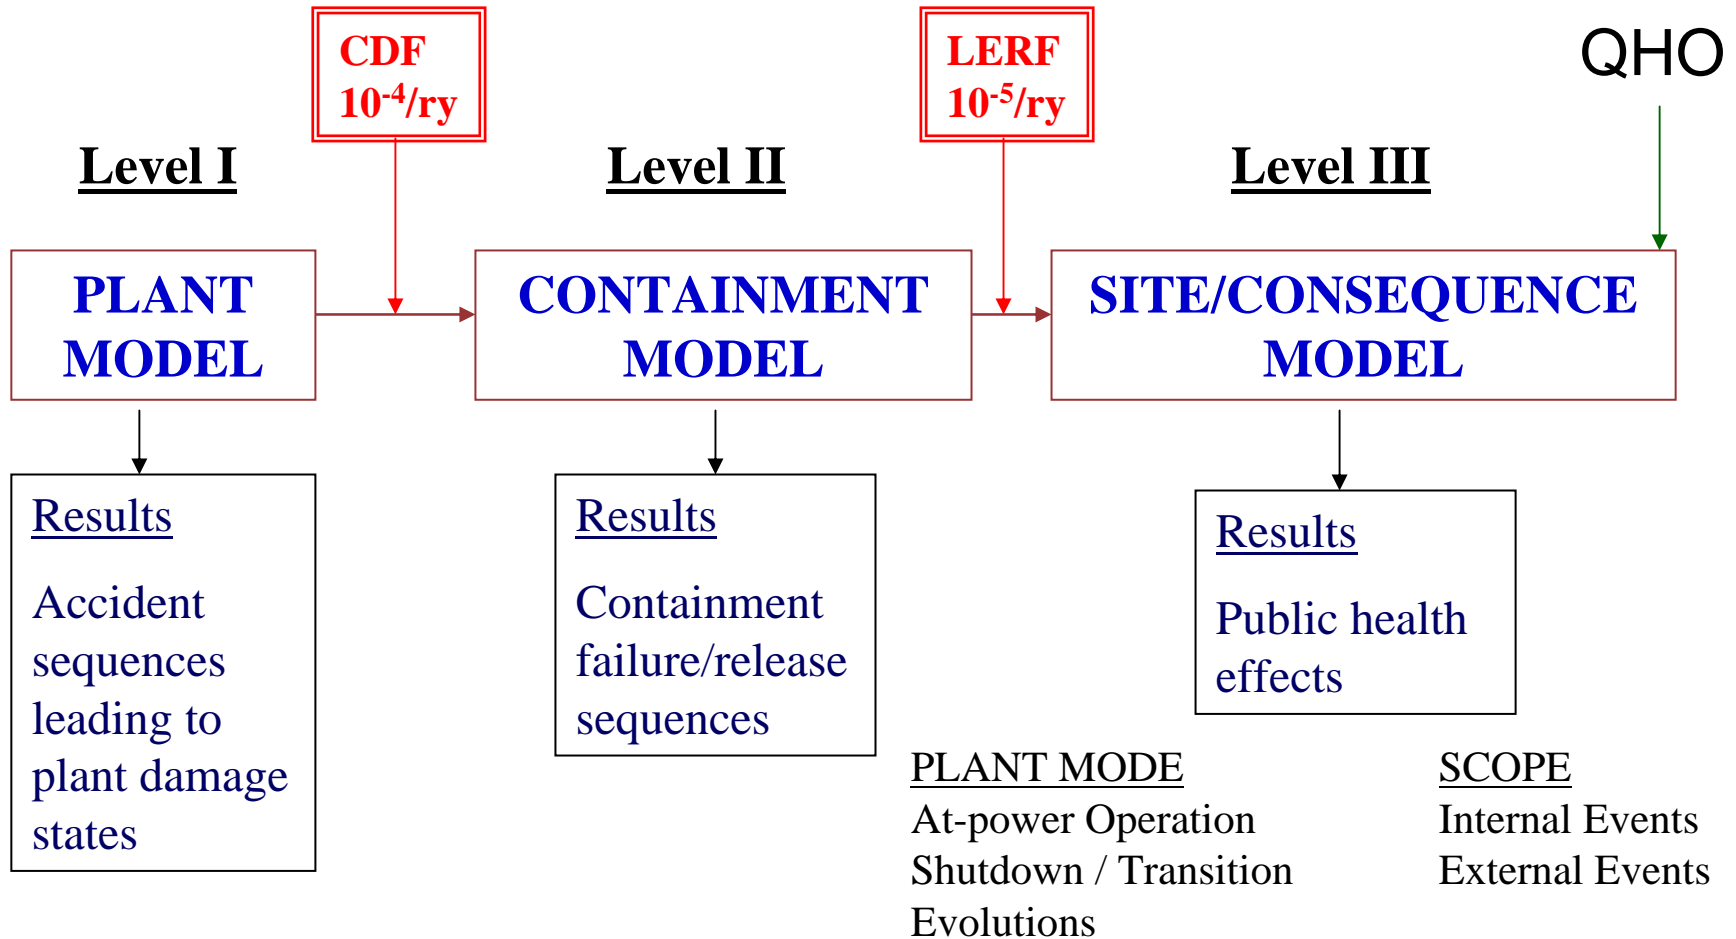 CDF
10⁻⁴/ry
LERF
10⁻⁵/ry
QHO
Level I
Level II
Level III
PLANT
MODEL
CONTAINMENT
MODEL
SITE/CONSEQUENCE
MODEL
Results
Accident
sequences
leading to
plant damage
states
Results
Containment
failure/release
sequences
Results
Public health
effects
PLANT MODE
At-power Operation
Shutdown / Transition
Evolutions
SCOPE
Internal Events
External Events